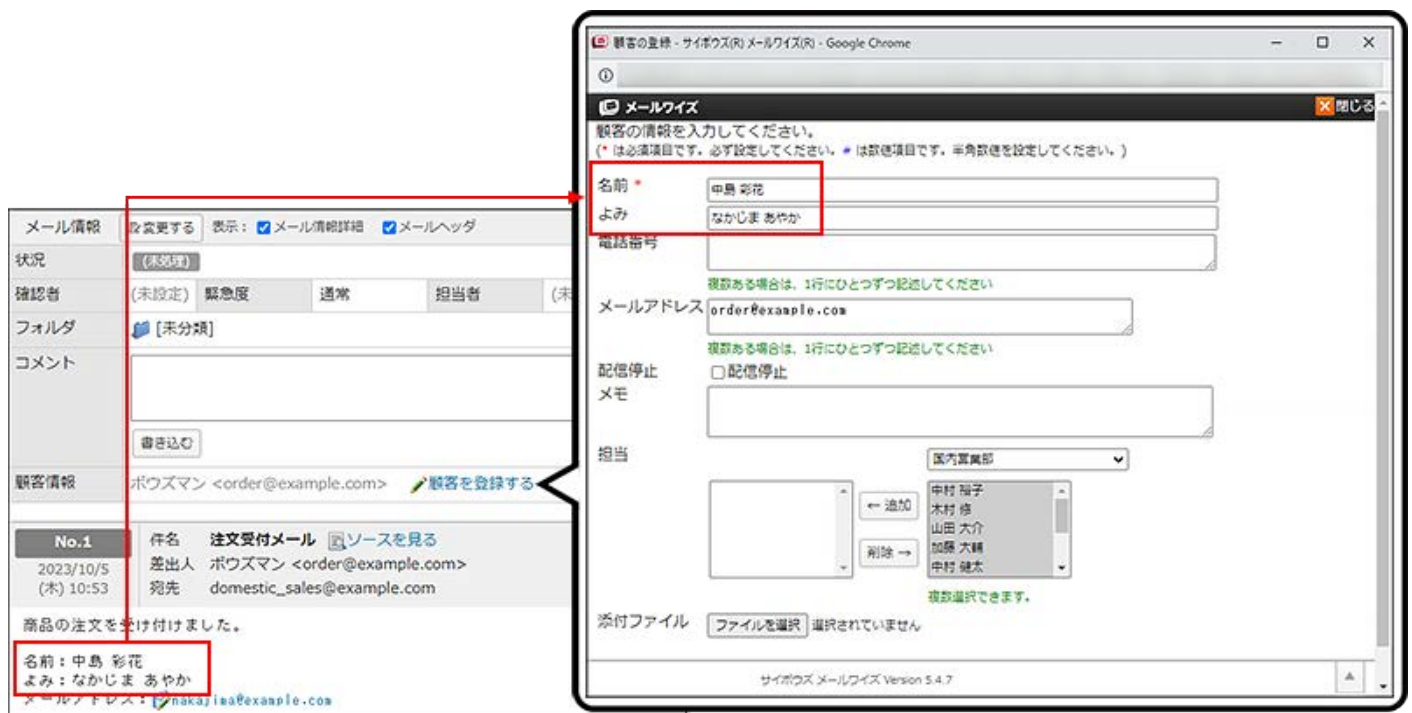 メール情報 変更する 表示： メール情報詳細 メールヘッダ
状況 (未処理)
確認者 (未設定) 緊急度 通常 担当者 (未
フォルダ [未分類]
コメント
書き込む
顧客情報 ボウズマン <order@example.com> 顧客を登録する
No.1
2023/10/5
(木) 10:53
件名 注文受付メール ソースを見る
差出人 ボウズマン <order@example.com>
宛先 domestic_sales@example.com
商品の注文を受け付けました。
名前：中島 彩花
よみ：なかじま あやか
メールアドレス：nakajima@example.com
顧客の登録 - サイボウズ(R) メールワイズ(R) - Google Chrome
メールワイズ 閉じる
顧客の情報を入力してください。
(* は必須項目です。必ず設定してください。* は数値項目です。半角数値を設定してください。)
名前 * 中島 彩花
よみ なかじま あやか
電話番号
複数ある場合は、1行にひとつずつ記述してください
メールアドレス order@example.com
複数ある場合は、1行にひとつずつ記述してください
配信停止 配信停止
メモ
担当 国内営業部
← 追加
削除 →
中村 裕子
木村 修
山田 大介
加藤 大輔
中村 健太
複数選択できます。
添付ファイル ファイルを選択 選択されていません
サイボウズ メールワイズ Version 5.4.7